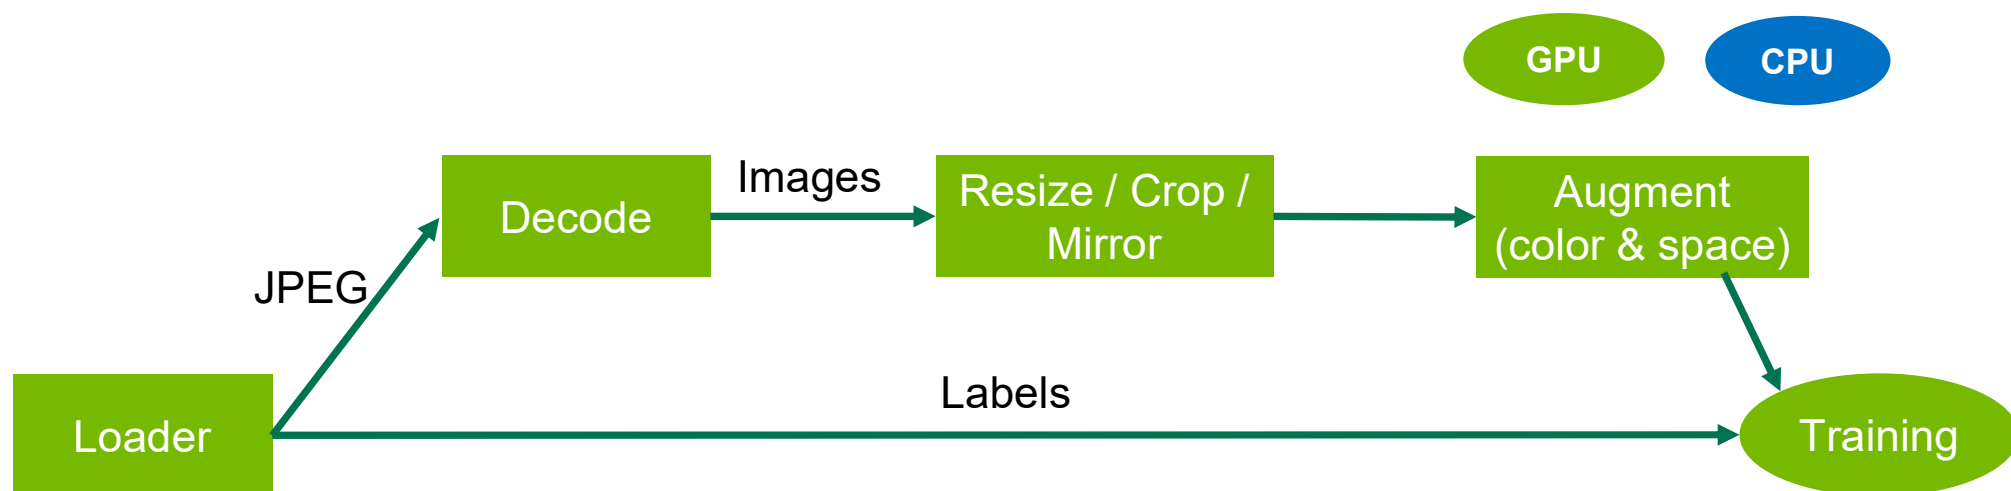 GPU
CPU
Images
Decode
Resize / Crop /
Mirror
Augment
(color & space)
JPEG
Labels
Loader
Training